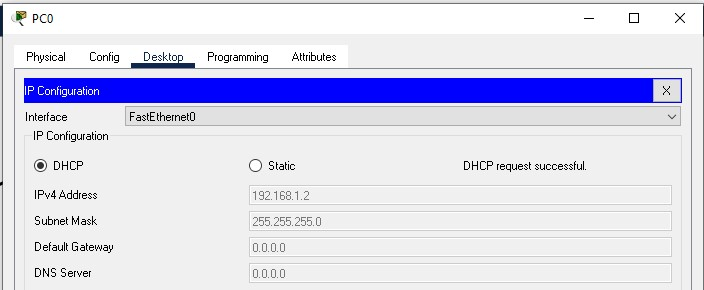 PC0
Physical Config Desktop Programming Attributes
IP Configuration X
Interface FastEthernet0
IP Configuration
DHCP Static DHCP request successful.
IPv4 Address 192.168.1.2
Subnet Mask 255.255.255.0
Default Gateway 0.0.0.0
DNS Server 0.0.0.0